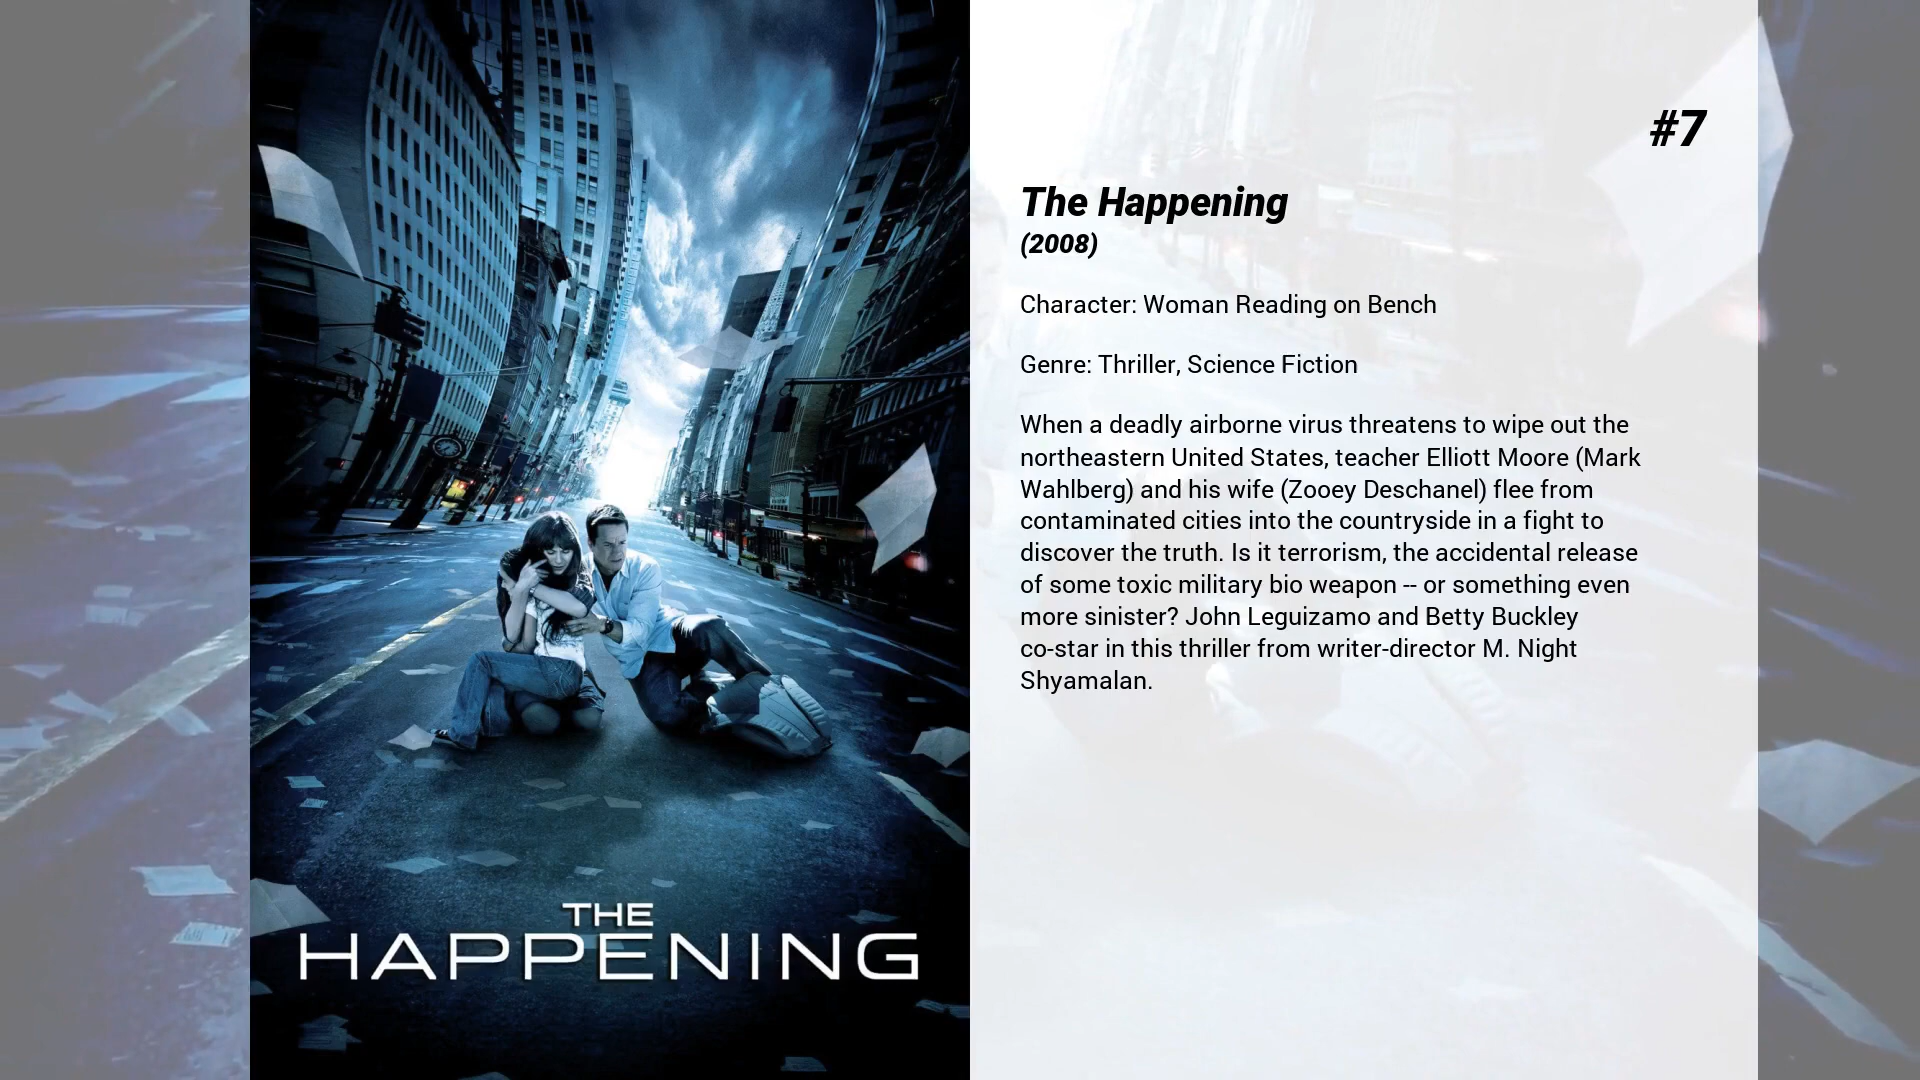 THE
HAPPENING
#7
The Happening
(2008)
Character: Woman Reading on Bench
Genre: Thriller, Science Fiction
When a deadly airborne virus threatens to wipe out the
northeastern United States, teacher Elliott Moore (Mark
Wahlberg) and his wife (Zooey Deschanel) flee from
contaminated cities into the countryside in a fight to
discover the truth. Is it terrorism, the accidental release
of some toxic military bio weapon -- or something even
more sinister? John Leguizamo and Betty Buckley
co-star in this thriller from writer-director M. Night
Shyamalan.